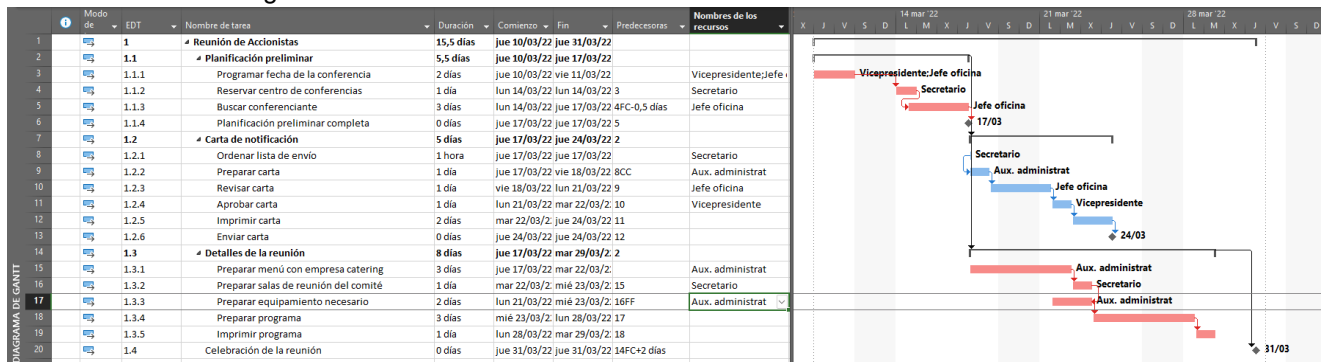 Modo de EDT Nombre de tarea Duración Comienzo Fin Predecesoras Nombres de los recursos
14 mar '22 21 mar '22 28 mar '22
X J V S D L M X J V S D L M X J V S D L M X J V S D
1 1 Reunión de Accionistas 15,5 días jue 10/03/22 jue 31/03/22
2 1.1 Planificación preliminar 5,5 días jue 10/03/22 jue 17/03/22
3 1.1.1 Programar fecha de la conferencia 2 días jue 10/03/22 vie 11/03/22 Vicepresidente;Jefe Vicepresidente;Jefe oficina
4 1.1.2 Reservar centro de conferencias 1 día lun 14/03/22 lun 14/03/22 3 Secretario Secretario
5 1.1.3 Buscar conferenciante 3 días lun 14/03/22 jue 17/03/22 4FC-0,5 días Jefe oficina Jefe oficina
6 1.1.4 Planificación preliminar completa 0 días jue 17/03/22 jue 17/03/22 5 17/03
7 1.2 Carta de notificación 5 días jue 17/03/22 jue 24/03/22 2
8 1.2.1 Ordenar lista de envío 1 hora jue 17/03/22 jue 17/03/22 Secretario Secretario
9 1.2.2 Preparar carta 1 día jue 17/03/22 vie 18/03/22 8CC Aux. administrat Aux. administrat
10 1.2.3 Revisar carta 1 día vie 18/03/22 lun 21/03/22 9 Jefe oficina Jefe oficina
11 1.2.4 Aprobar carta 1 día lun 21/03/22 mar 22/03/2 10 Vicepresidente Vicepresidente
12 1.2.5 Imprimir carta 2 días mar 22/03/2 jue 24/03/22 11
13 1.2.6 Enviar carta 0 días jue 24/03/22 jue 24/03/22 12 24/03
14 1.3 Detalles de la reunión 8 días jue 17/03/22 mar 29/03/2 2
15 1.3.1 Preparar menú con empresa catering 3 días jue 17/03/22 mar 22/03/2 Aux. administrat Aux. administrat
16 1.3.2 Preparar salas de reunión del comité 1 día mar 22/03/2 mié 23/03/2 15 Secretario Secretario
17 1.3.3 Preparar equipamiento necesario 2 días lun 21/03/22 mié 23/03/2 16FF Aux. administrat Aux. administrat
18 1.3.4 Preparar programa 3 días mié 23/03/2 lun 28/03/22 17
19 1.3.5 Imprimir programa 1 día lun 28/03/22 mar 29/03/2 18
20 1.4 Celebración de la reunión 0 días jue 31/03/22 jue 31/03/22 14FC+2 días 31/03
DIAGRAMA DE GANTT